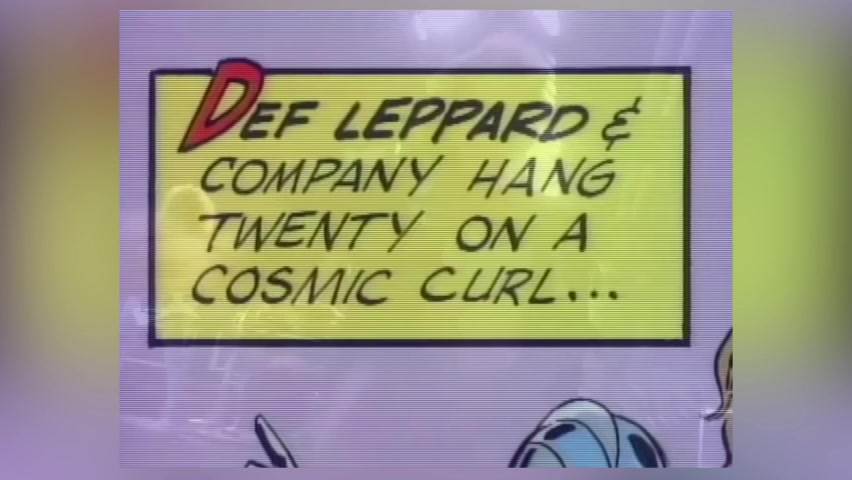 DEF LEPPARD &
COMPANY HANG
TWENTY ON A
COSMIC CURL...